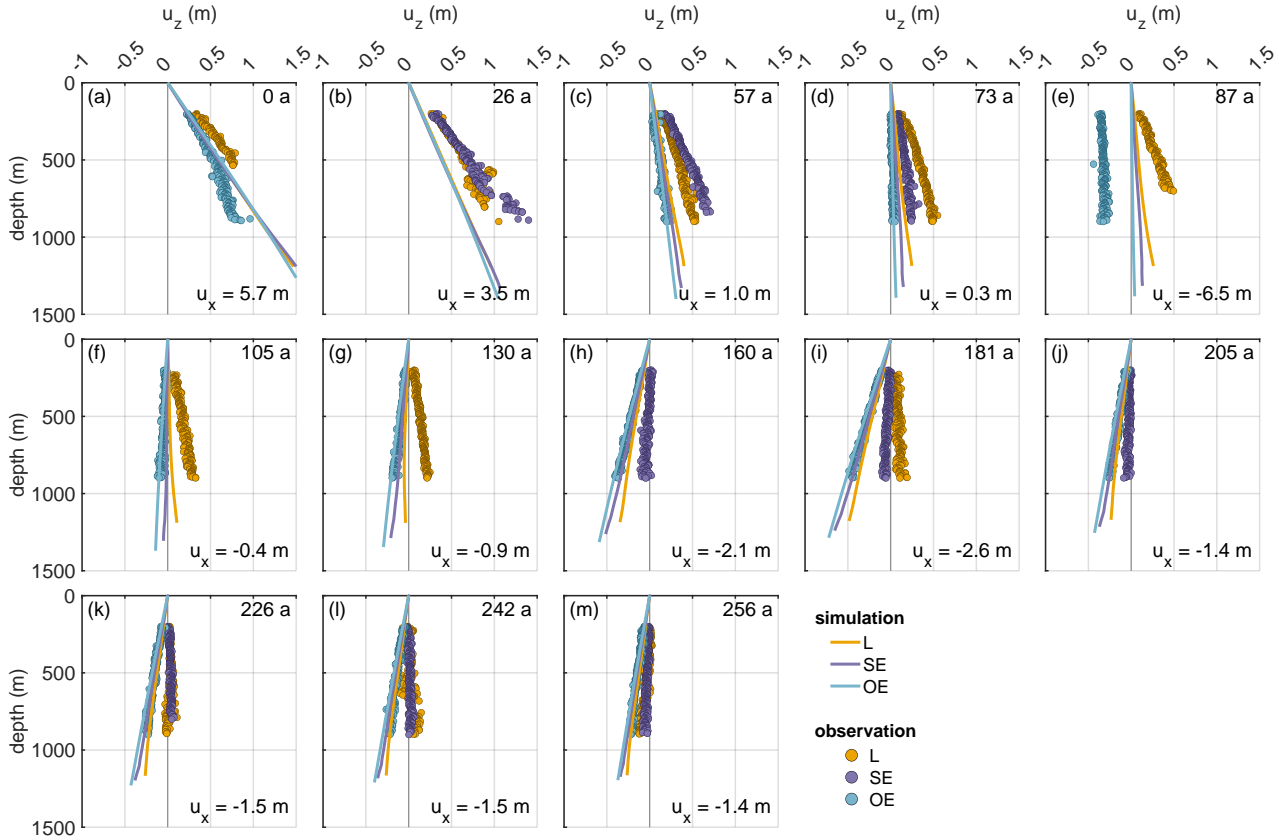 u_z (m) u_z (m) u_z (m) u_z (m) u_z (m)
-1 -0.5 0 0.5 1 1.5 -1 -0.5 0 0.5 1 1.5 -1 -0.5 0 0.5 1 1.5 -1 -0.5 0 0.5 1 1.5 -1 -0.5 0 0.5 1 1.5
0
(a) 0 a (b) 26 a (c) 57 a (d) 73 a (e) 87 a
500
depth (m)
1000
u_x = 5.7 m u_x = 3.5 m u_x = 1.0 m u_x = 0.3 m u_x = -6.5 m
1500
0
(f) 105 a (g) 130 a (h) 160 a (i) 181 a (j) 205 a
500
depth (m)
1000
u_x = -0.4 m u_x = -0.9 m u_x = -2.1 m u_x = -2.6 m u_x = -1.4 m
1500
0
(k) 226 a (l) 242 a (m) 256 a
500
depth (m)
1000
u_x = -1.5 m u_x = -1.5 m u_x = -1.4 m
1500
simulation
L
SE
OE
observation
L
SE
OE